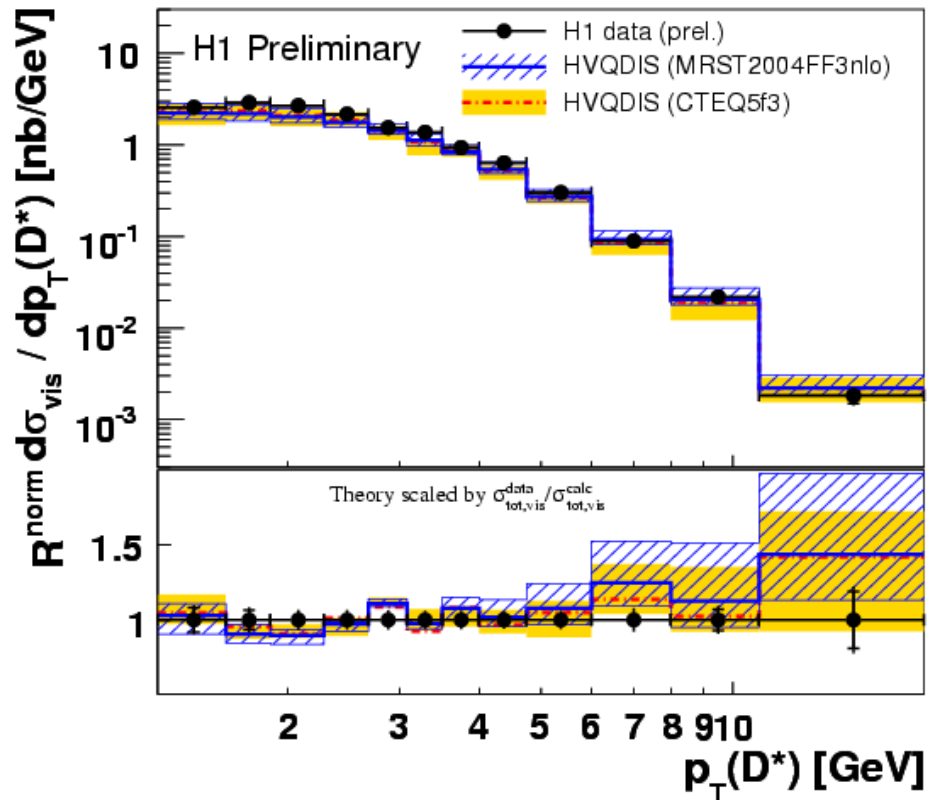 H1 Preliminary
H1 data (prel.)
HVQDIS (MRST2004FF3nlo)
HVQDIS (CTEQ5f3)
R^norm dσ_vis / dp_T(D*) [nb/GeV]
10
1
10^-1
10^-2
10^-3
Theory scaled by σ^data_tot,vis/σ^calc_tot,vis
1.5
1
2 3 4 5 6 7 8 9 10
p_T(D*) [GeV]